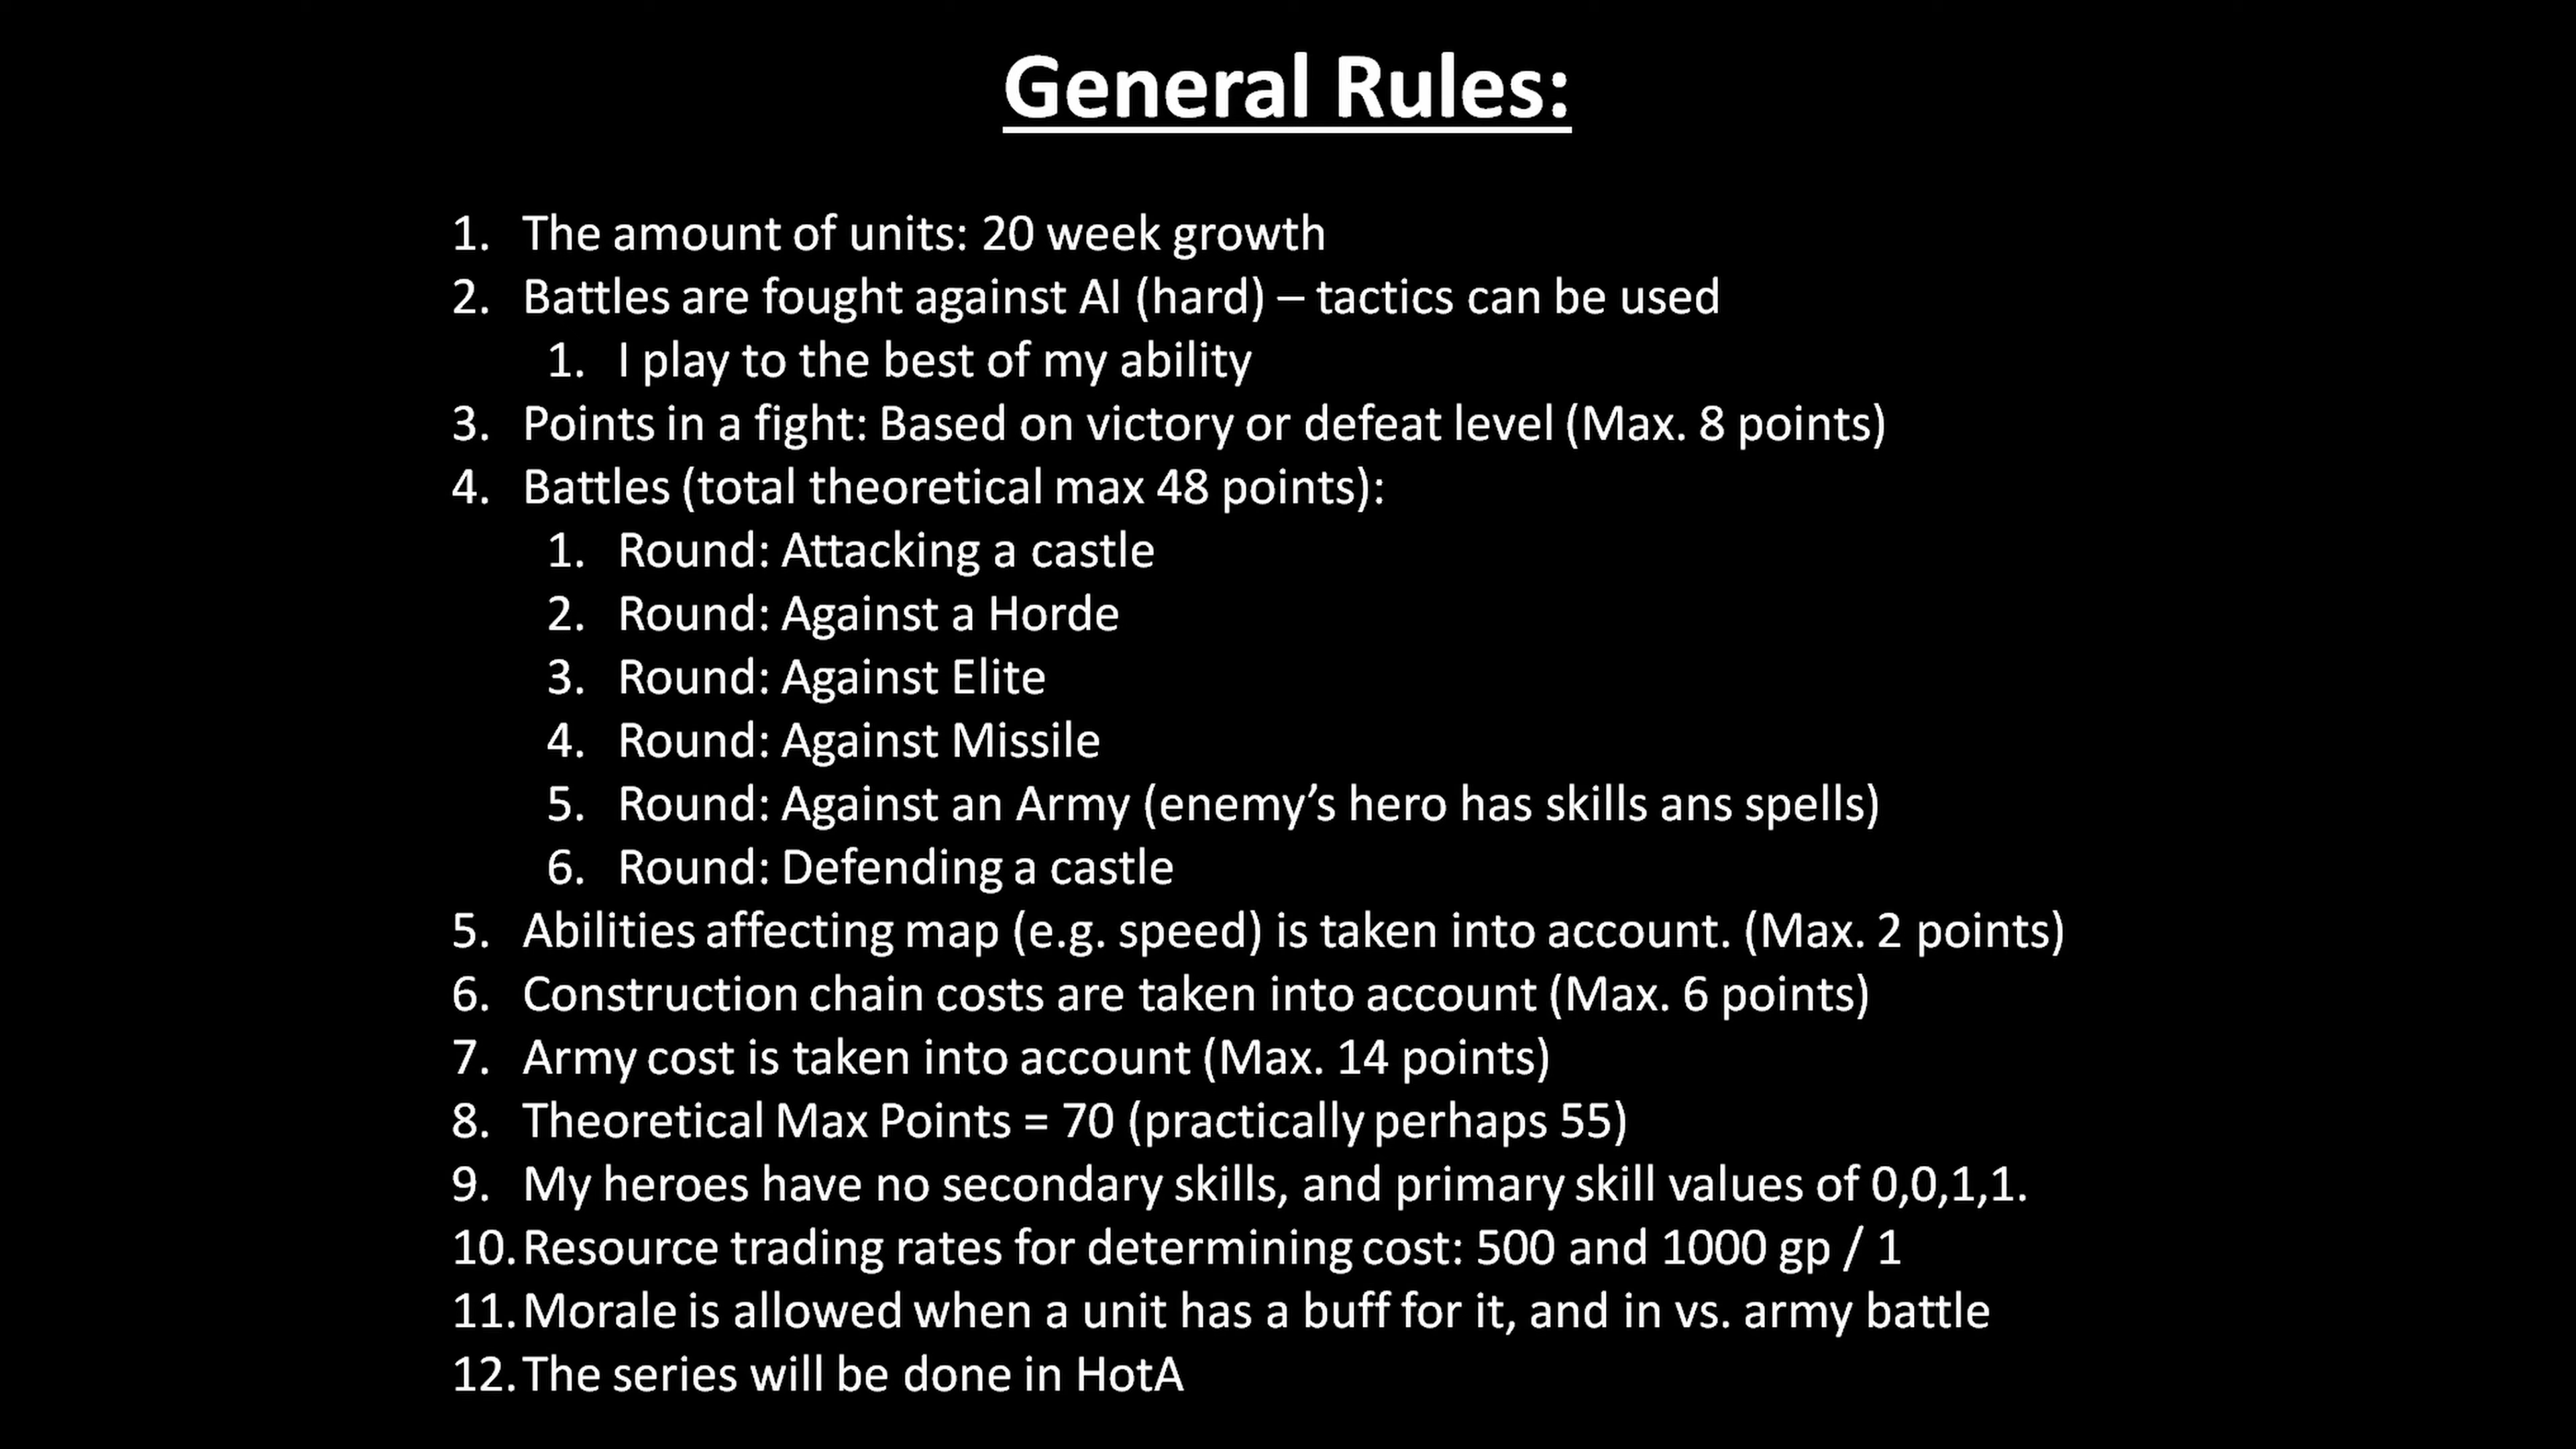 General Rules:
1. The amount of units: 20 week growth
2. Battles are fought against AI (hard) – tactics can be used
1. I play to the best of my ability
3. Points in a fight: Based on victory or defeat level (Max. 8 points)
4. Battles (total theoretical max 48 points):
1. Round: Attacking a castle
2. Round: Against a Horde
3. Round: Against Elite
4. Round: Against Missile
5. Round: Against an Army (enemy’s hero has skills ans spells)
6. Round: Defending a castle
5. Abilities affecting map (e.g. speed) is taken into account. (Max. 2 points)
6. Construction chain costs are taken into account (Max. 6 points)
7. Army cost is taken into account (Max. 14 points)
8. Theoretical Max Points = 70 (practically perhaps 55)
9. My heroes have no secondary skills, and primary skill values of 0,0,1,1.
10. Resource trading rates for determining cost: 500 and 1000 gp / 1
11. Morale is allowed when a unit has a buff for it, and in vs. army battle
12. The series will be done in HotA